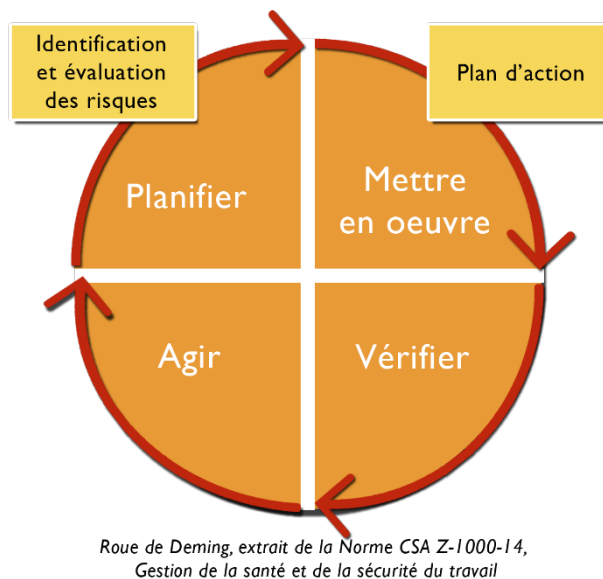 Identification
et évaluation
des risques
Plan d'action
Planifier
Mettre
en oeuvre
Agir
Vérifier
Roue de Deming, extrait de la Norme CSA Z-1000-14,
Gestion de la santé et de la sécurité du travail